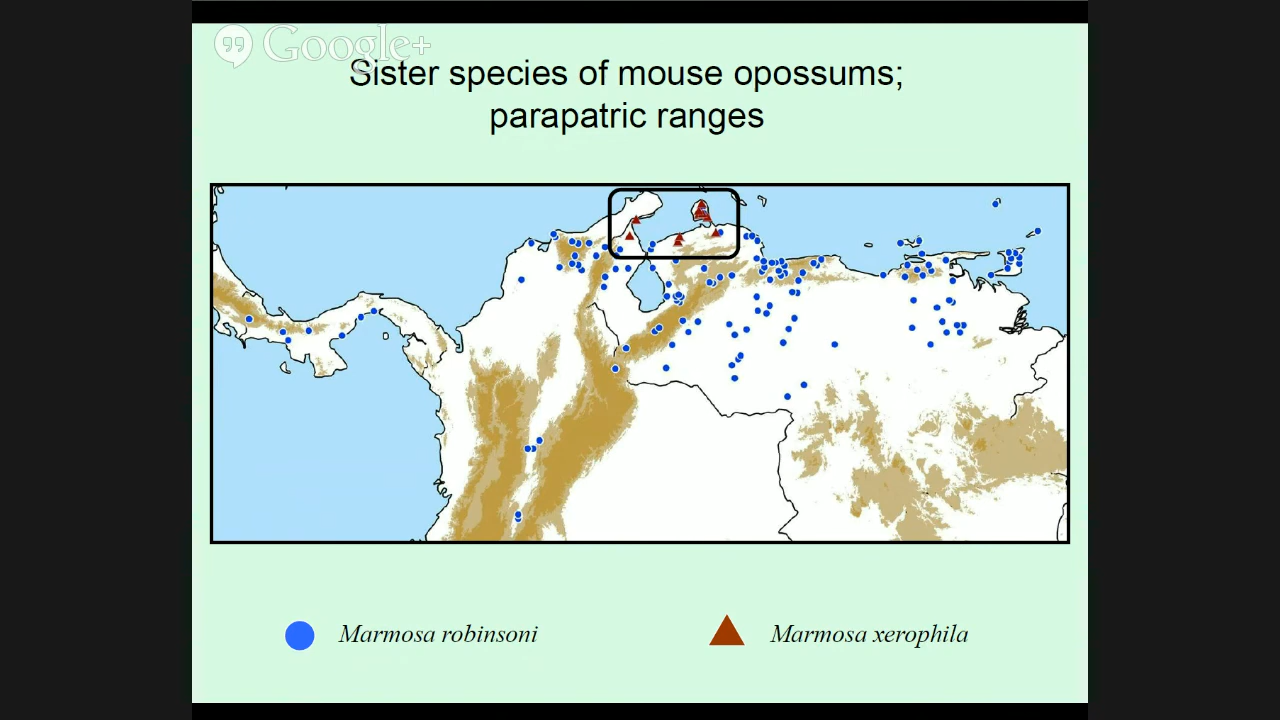 Google+
Sister species of mouse opossums;
parapatric ranges
Marmosa robinsoni
Marmosa xerophila